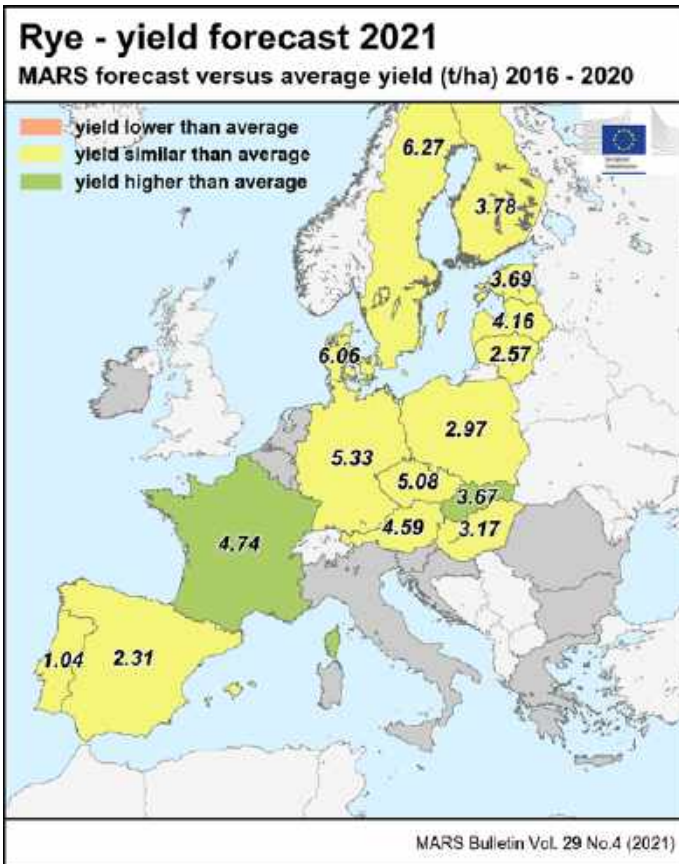 Rye - yield forecast 2021
MARS forecast versus average yield (t/ha) 2016 - 2020
yield lower than average
yield similar than average
yield higher than average
6.27
3.78
3.69
4.16
6.06
2.57
2.97
5.33
5.08
3.67
4.59
3.17
4.74
1.04
2.31
MARS Bulletin Vol. 29 No.4 (2021)